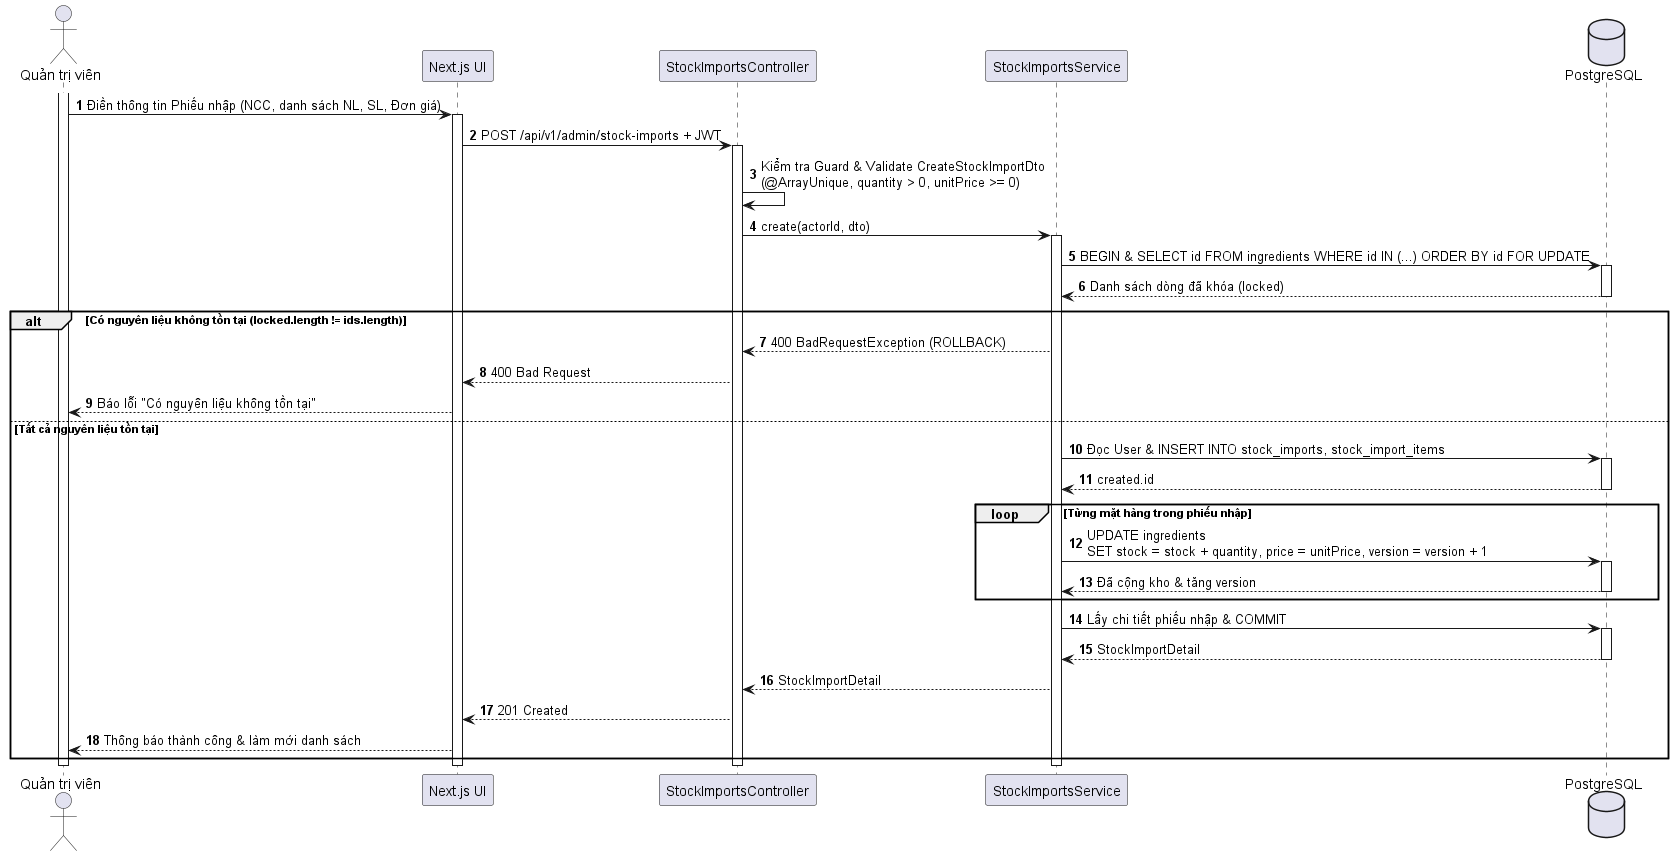 Quản trị viên
Next.js UI
StockImportsController
StockImportsService
PostgreSQL
1 Điền thông tin Phiếu nhập (NCC, danh sách NL, SL, Đơn giá)
2 POST /api/v1/admin/stock-imports + JWT
3 Kiểm tra Guard & Validate CreateStockImportDto
(@ArrayUnique, quantity > 0, unitPrice >= 0)
4 create(actorId, dto)
5 BEGIN & SELECT id FROM ingredients WHERE id IN (...) ORDER BY id FOR UPDATE
6 Danh sách dòng đã khóa (locked)
alt [Có nguyên liệu không tồn tại (locked.length != ids.length)]
7 400 BadRequestException (ROLLBACK)
8 400 Bad Request
9 Báo lỗi "Có nguyên liệu không tồn tại"
[Tất cả nguyên liệu tồn tại]
10 Đọc User & INSERT INTO stock_imports, stock_import_items
11 created.id
loop [Từng mặt hàng trong phiếu nhập]
12 UPDATE ingredients
SET stock = stock + quantity, price = unitPrice, version = version + 1
13 Đã cộng kho & tăng version
14 Lấy chi tiết phiếu nhập & COMMIT
15 StockImportDetail
16 StockImportDetail
17 201 Created
18 Thông báo thành công & làm mới danh sách
Quản trị viên
Next.js UI
StockImportsController
StockImportsService
PostgreSQL